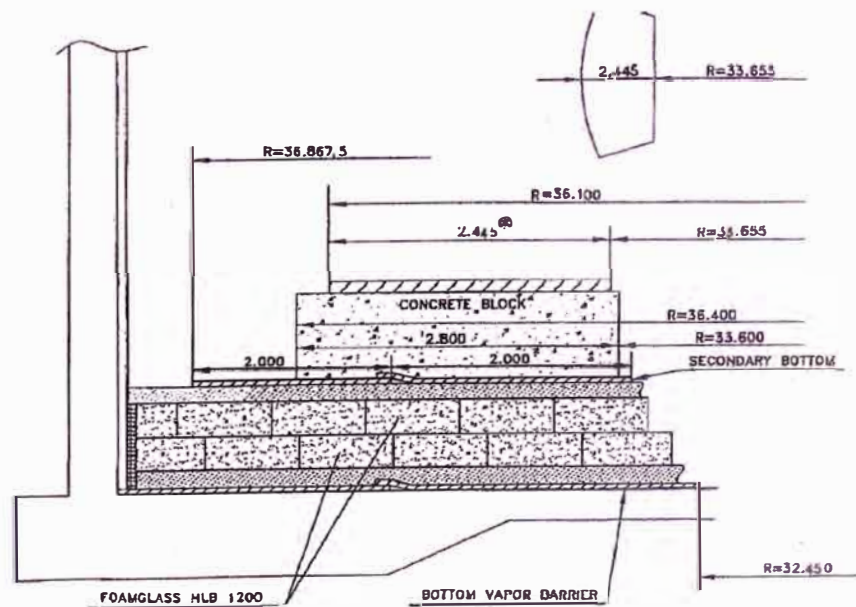 2.445 R=33.655
R=36.867,5
R=36.100
2.445 R=33.655
CONCRETE BLOCK
R=36.400
2.800 R=33.600
2.000 2.000 SECONDARY BOTTOM
R=32.450
FOAMGLASS HLB 1200 BOTTOM VAPOR BARRIER